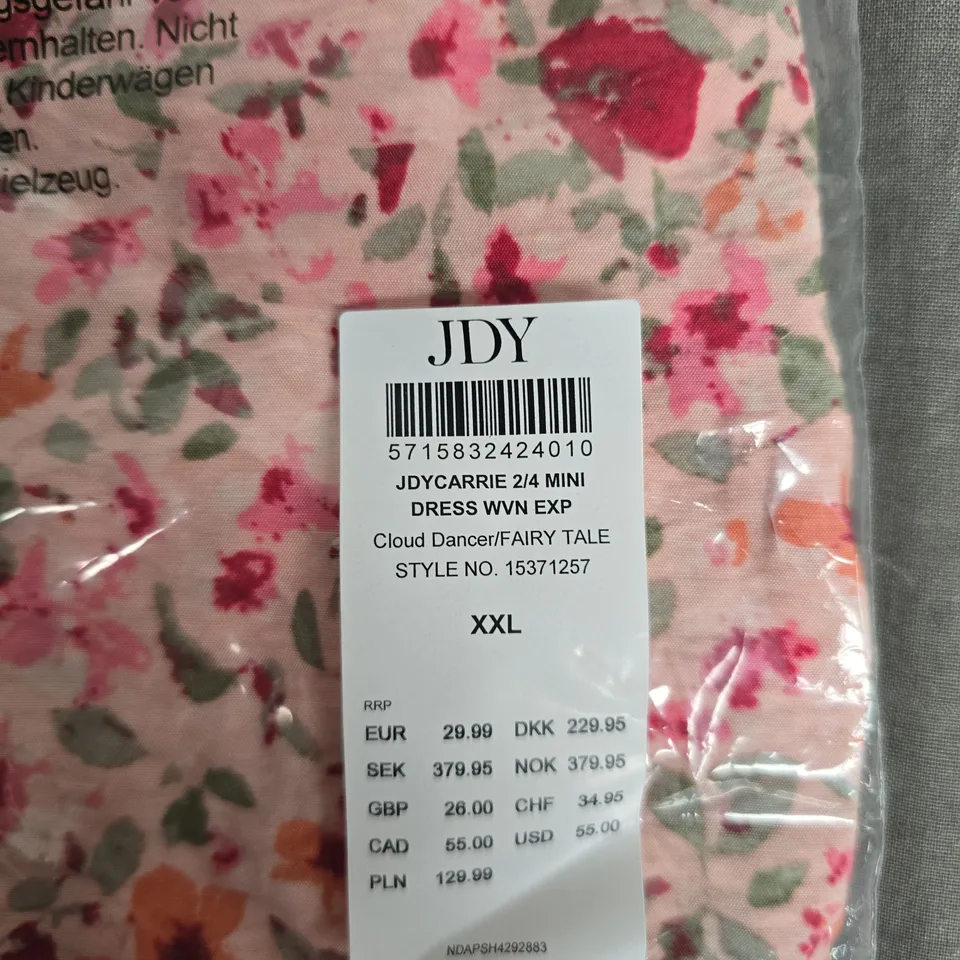 ernhalten. Nicht
Kinderwägen
en.
ielzeug.
JDY
5715832424010
JDYCARRIE 2/4 MINI
DRESS WVN EXP
Cloud Dancer/FAIRY TALE
STYLE NO. 15371257
XXL
RRP
EUR 29.99 DKK 229.95
SEK 379.95 NOK 379.95
GBP 26.00 CHF 34.95
CAD 55.00 USD 55.00
PLN 129.99
NDAPSH4292883